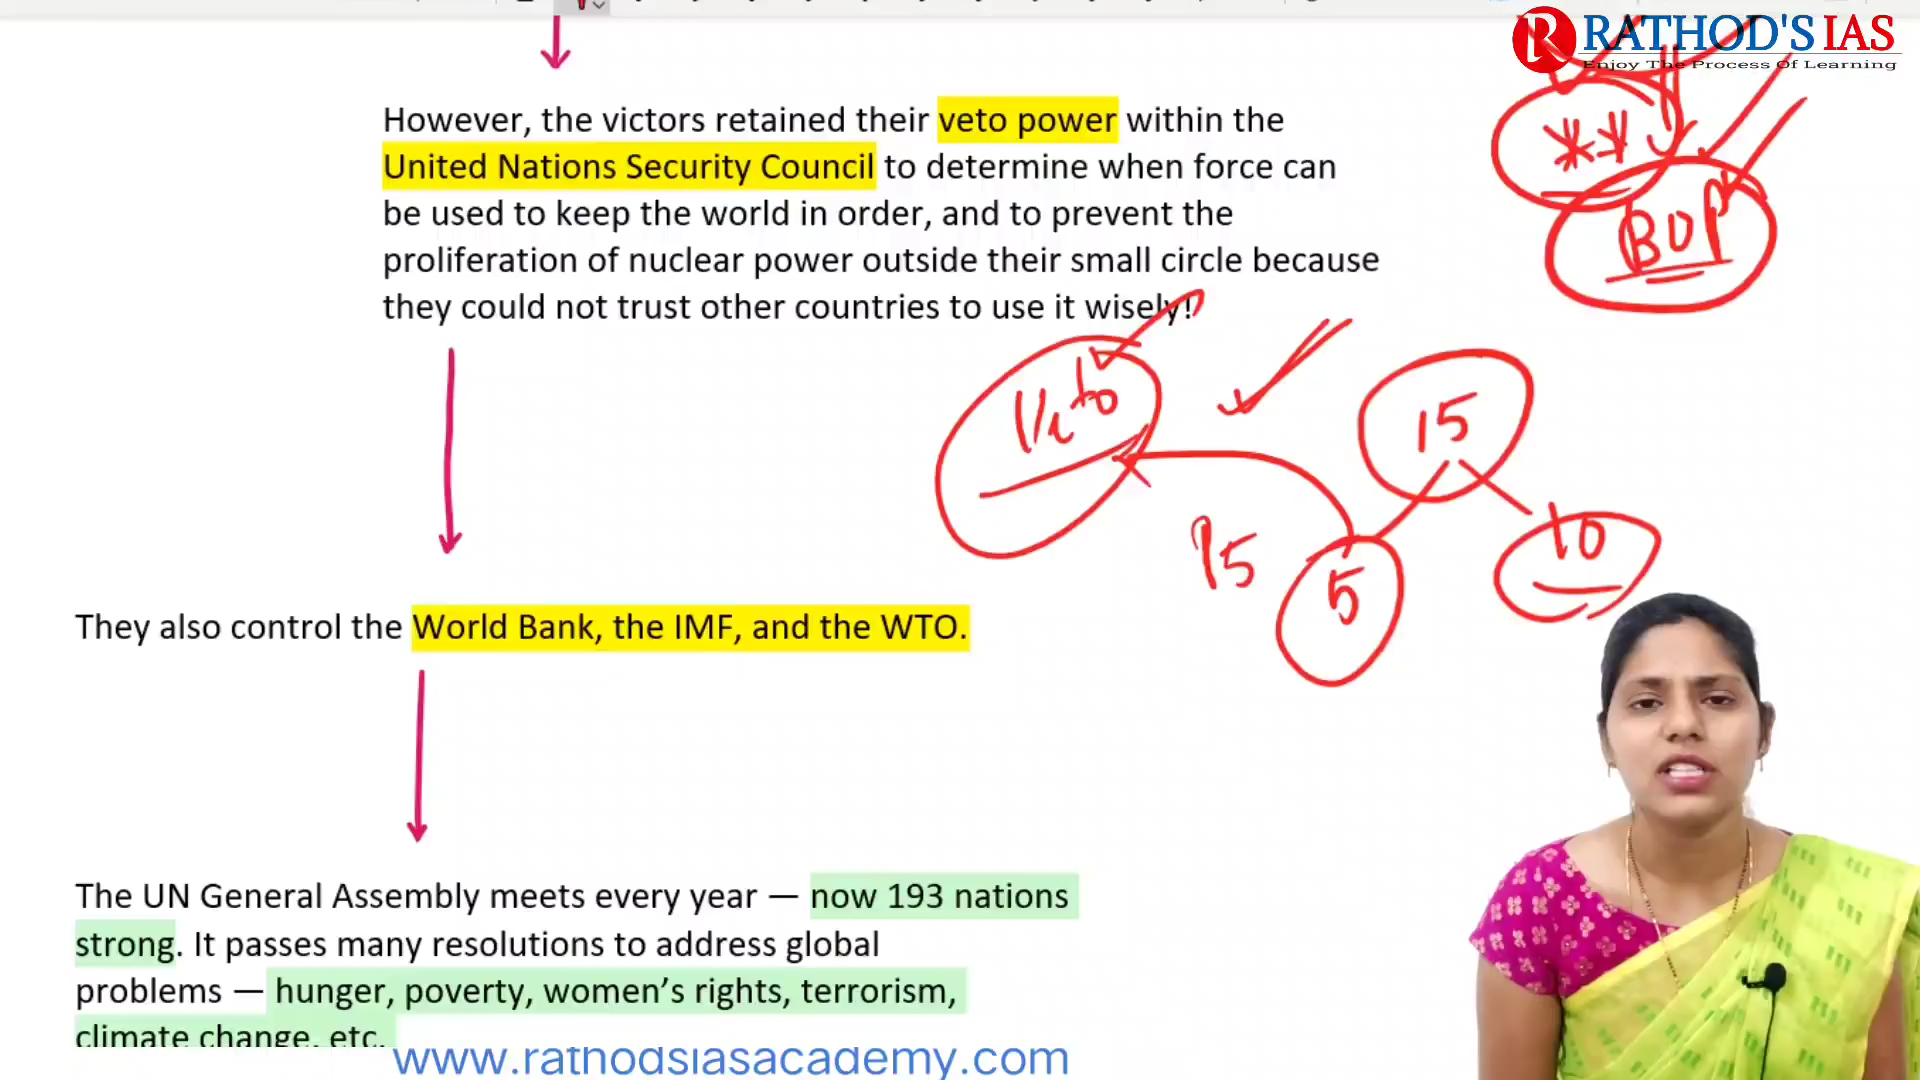 RATHOD'S IAS
Enjoy The Process Of Learning
However, the victors retained their veto power within the
United Nations Security Council to determine when force can
be used to keep the world in order, and to prevent the
proliferation of nuclear power outside their small circle because
they could not trust other countries to use it wisely!
BOP
Veto
15
P5
5
10
They also control the World Bank, the IMF, and the WTO.
The UN General Assembly meets every year — now 193 nations
strong. It passes many resolutions to address global
problems — hunger, poverty, women's rights, terrorism,
climate change, etc.
www.rathodsiasacademy.com